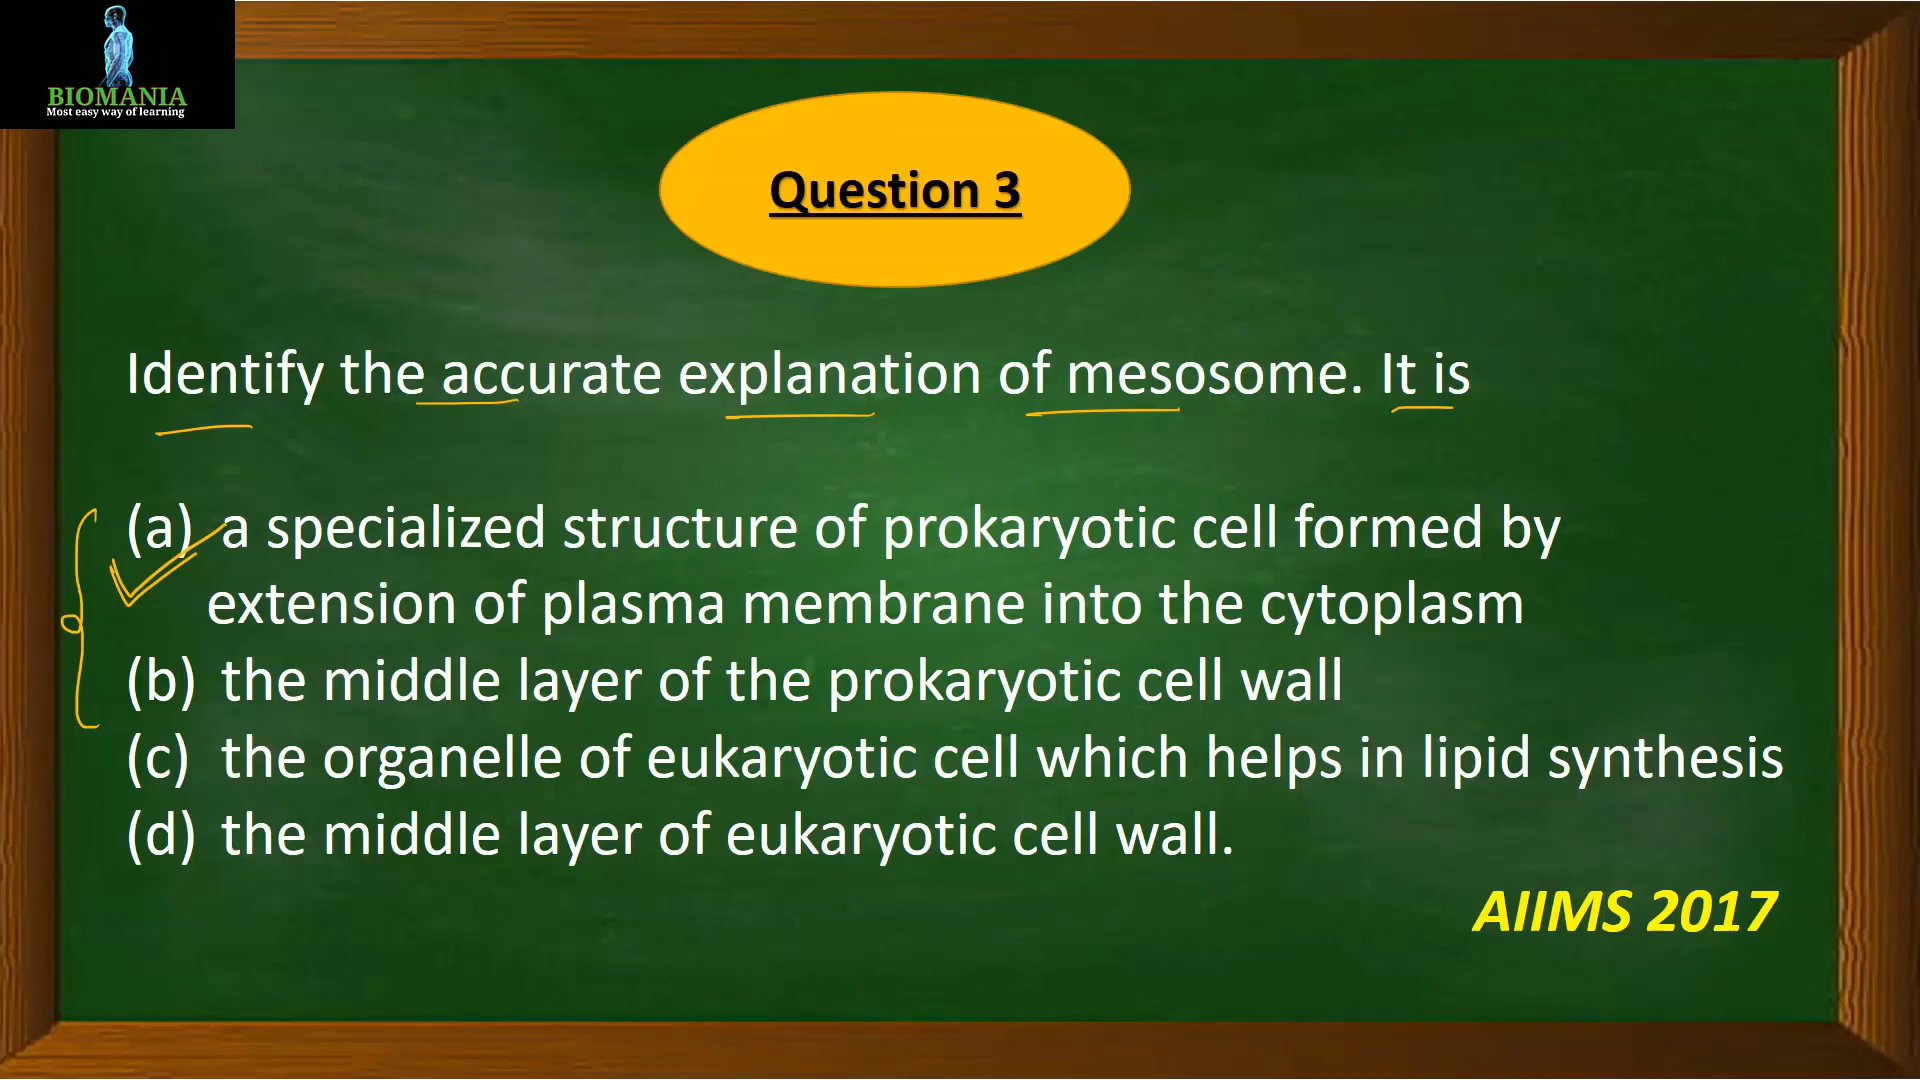 BIOMANIA
Most easy way of learning
Question 3
Identify the accurate explanation of mesosome. It is
(a) a specialized structure of prokaryotic cell formed by
extension of plasma membrane into the cytoplasm
(b) the middle layer of the prokaryotic cell wall
(c) the organelle of eukaryotic cell which helps in lipid synthesis
(d) the middle layer of eukaryotic cell wall.
AIIMS 2017